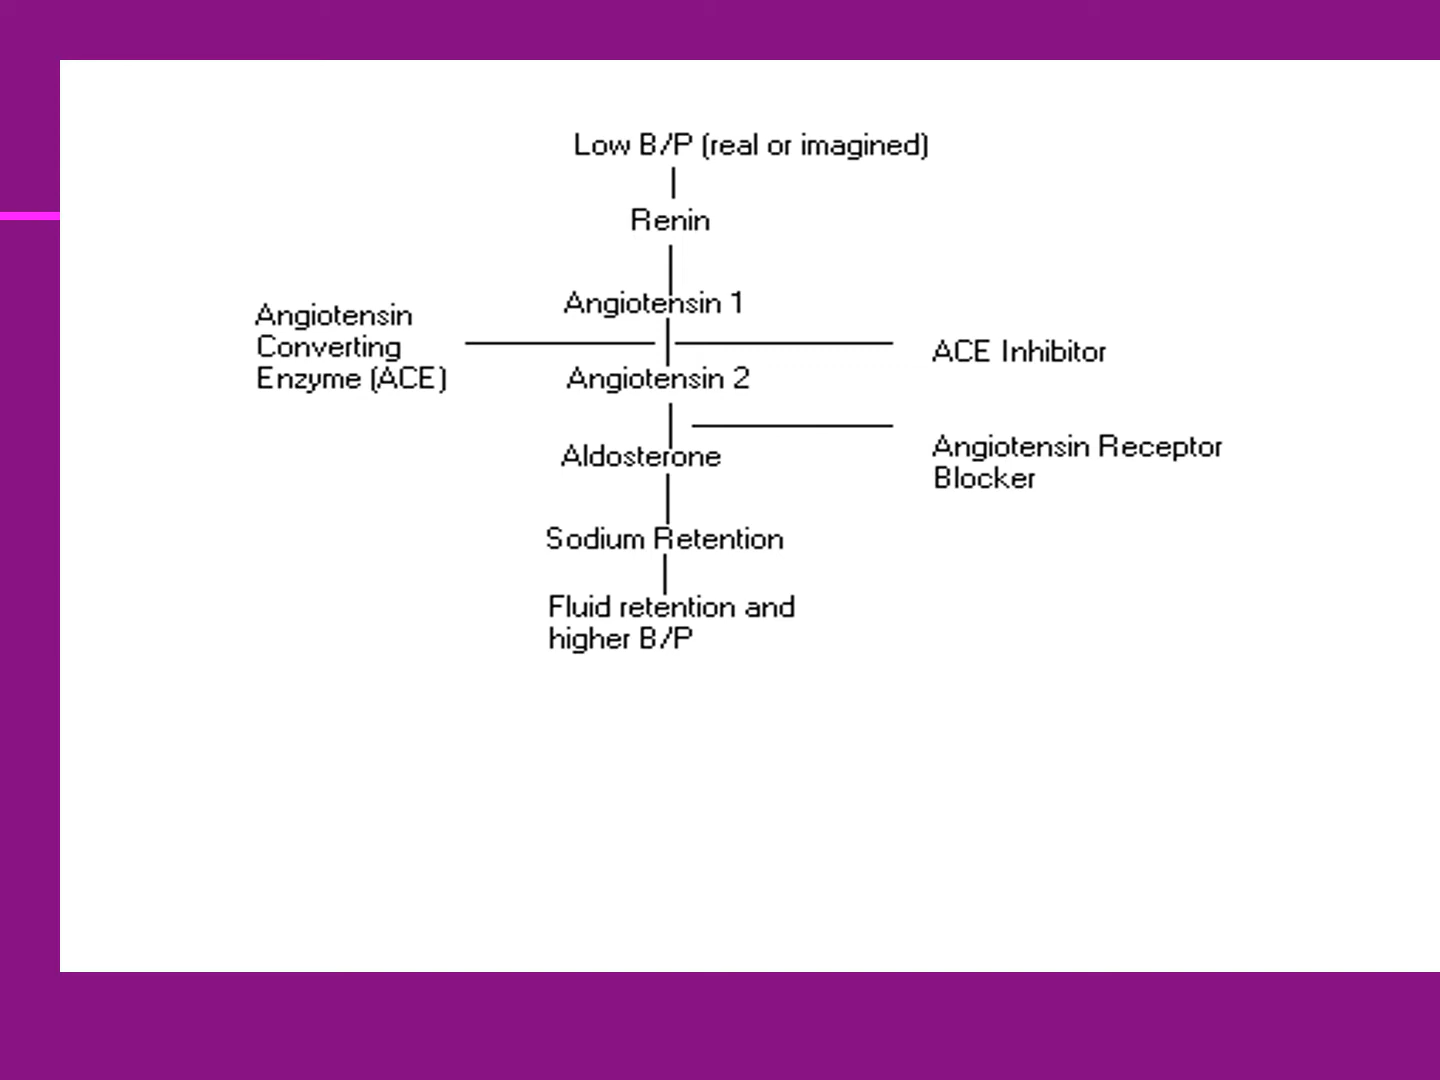 Low B/P (real or imagined)
Renin
Angiotensin 1
Angiotensin
Converting
Enzyme (ACE)
ACE Inhibitor
Angiotensin 2
Angiotensin Receptor
Blocker
Aldosterone
Sodium Retention
Fluid retention and
higher B/P